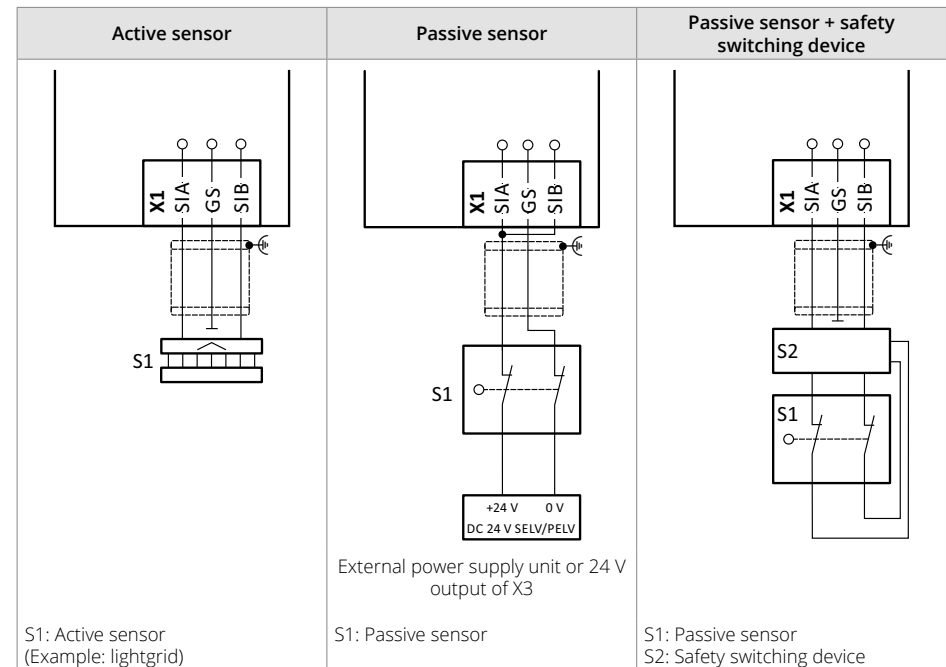 Active sensor
Passive sensor
Passive sensor + safety
switching device
X1
SIA
GS
SIB
S1
X1
SIA
GS
SIB
S1
+24 V 0 V
DC 24 V SELV/PELV
External power supply unit or 24 V
output of X3
X1
SIA
GS
SIB
S2
S1
S1: Active sensor
(Example: lightgrid)
S1: Passive sensor
S1: Passive sensor
S2: Safety switching device